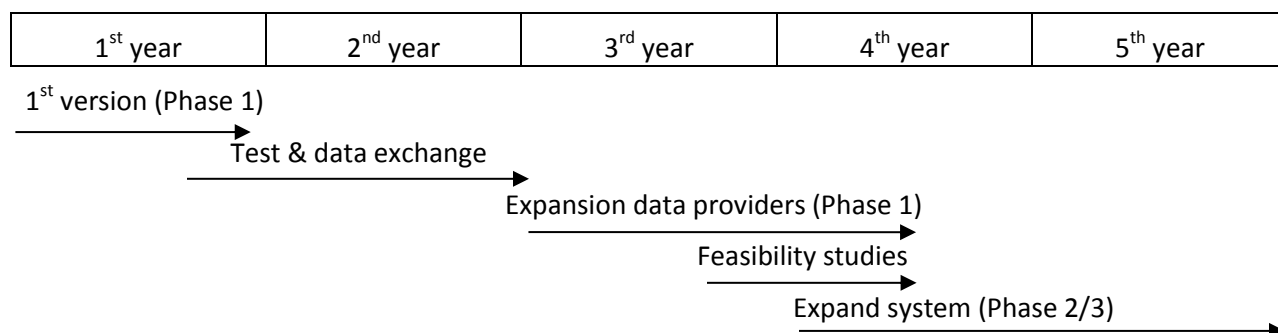 1st year 2nd year 3rd year 4th year 5th year
1st version (Phase 1)
Test & data exchange
Expansion data providers (Phase 1)
Feasibility studies
Expand system (Phase 2/3)